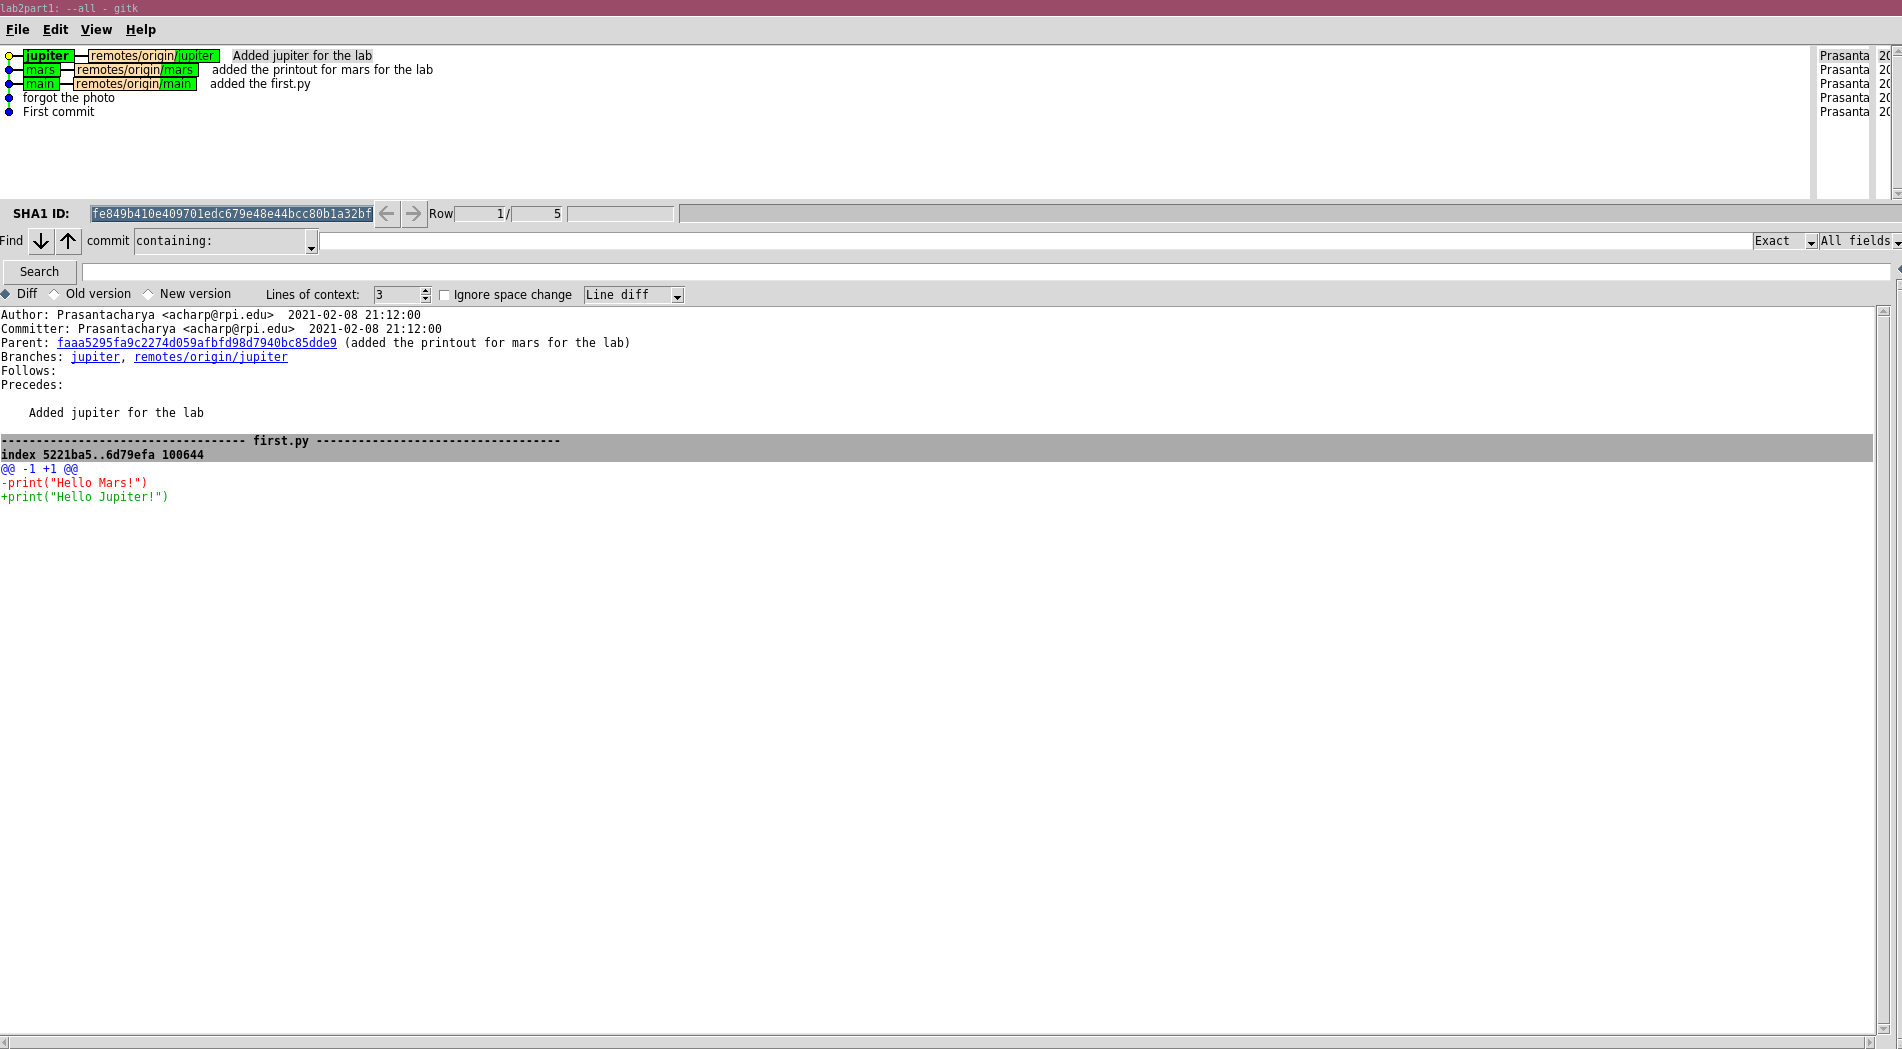 lab2part1: --all - gitk
File Edit View Help
jupiter remotes/origin/jupiter Added jupiter for the lab Prasanta 20
mars remotes/origin/mars added the printout for mars for the lab Prasanta 20
main remotes/origin/main added the first.py Prasanta 20
forgot the photo Prasanta 20
First commit Prasanta 20
SHA1 ID: fe849b410e409701edc679e48e44bcc80b1a32bf Row 1/ 5
Find commit containing: Exact All fields
Search
Diff Old version New version Lines of context: 3 Ignore space change Line diff
Author: Prasantacharya <acharp@rpi.edu>  2021-02-08 21:12:00
Committer: Prasantacharya <acharp@rpi.edu>  2021-02-08 21:12:00
Parent: faaa5295fa9c2274d059afbfd98d7940bc85dde9 (added the printout for mars for the lab)
Branches: jupiter, remotes/origin/jupiter
Follows:
Precedes:
Added jupiter for the lab
----------------------------------- first.py -----------------------------------
index 5221ba5..6d79efa 100644
@@ -1 +1 @@
-print("Hello Mars!")
+print("Hello Jupiter!")